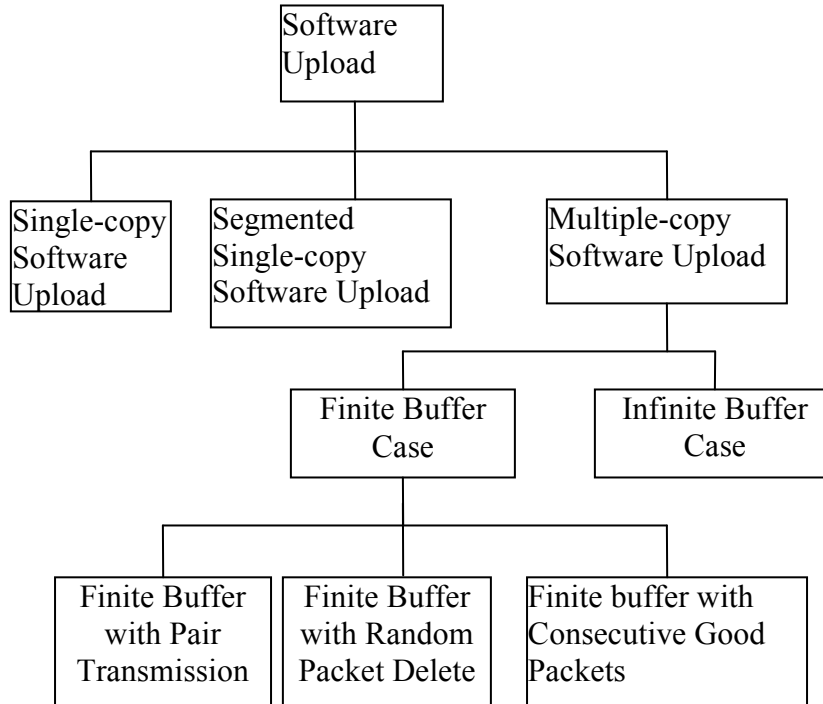 Software
Upload
Single-copy
Software
Upload
Segmented
Single-copy
Software Upload
Multiple-copy
Software Upload
Finite Buffer
Case
Infinite Buffer
Case
Finite Buffer
with Pair
Transmission
Finite Buffer
with Random
Packet Delete
Finite buffer with
Consecutive Good
Packets